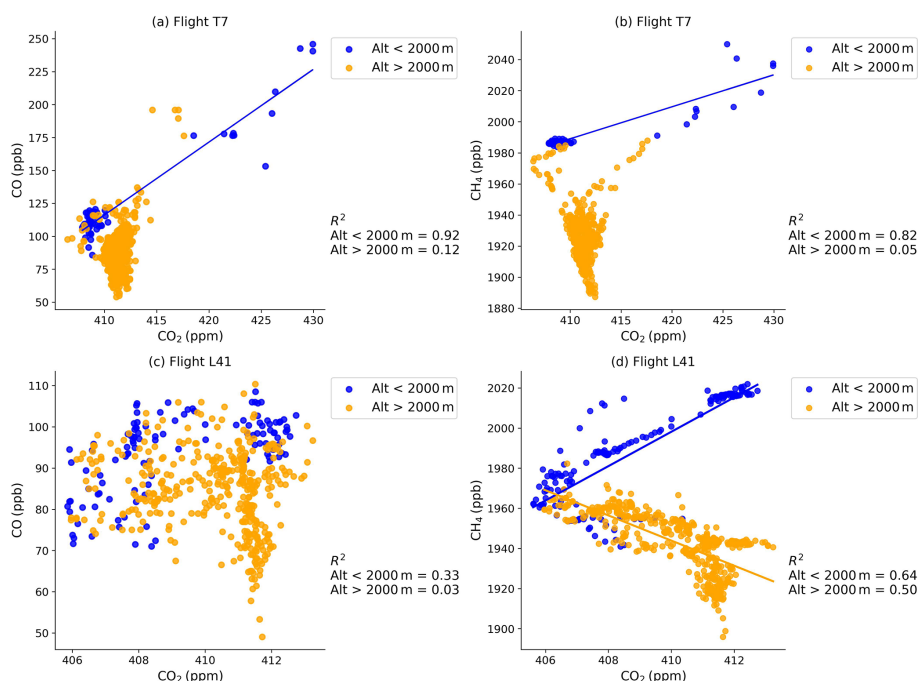 (a) Flight T7
CO (ppb)
250
225
200
175
150
125
100
75
50
410
415
420
425
430
CO₂ (ppm)
Alt < 2000 m
Alt > 2000 m
R²
Alt < 2000 m = 0.92
Alt > 2000 m = 0.12
(b) Flight T7
CH₄ (ppb)
2040
2020
2000
1980
1960
1940
1920
1900
1880
410
415
420
425
430
CO₂ (ppm)
Alt < 2000 m
Alt > 2000 m
R²
Alt < 2000 m = 0.82
Alt > 2000 m = 0.05
(c) Flight L41
CO (ppb)
110
100
90
80
70
60
50
406
408
410
412
CO₂ (ppm)
Alt < 2000 m
Alt > 2000 m
R²
Alt < 2000 m = 0.33
Alt > 2000 m = 0.03
(d) Flight L41
CH₄ (ppb)
2020
2000
1980
1960
1940
1920
1900
406
408
410
412
CO₂ (ppm)
Alt < 2000 m
Alt > 2000 m
R²
Alt < 2000 m = 0.64
Alt > 2000 m = 0.50